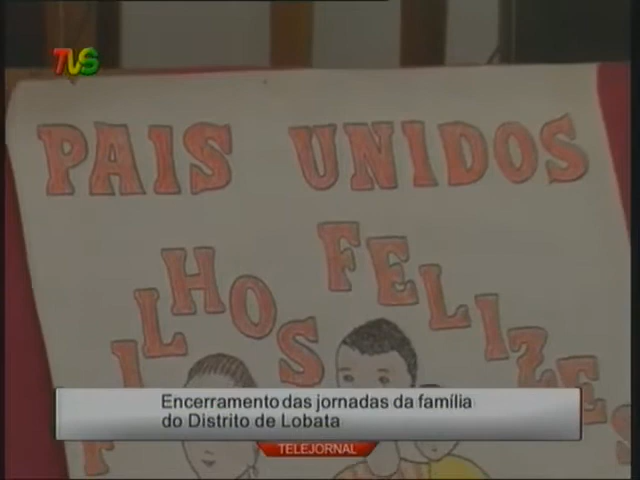 TVS
PAIS UNIDOS
FILHOS FELIZES
Encerramento das jornadas da família
do Distrito de Lobata
TELEJORNAL